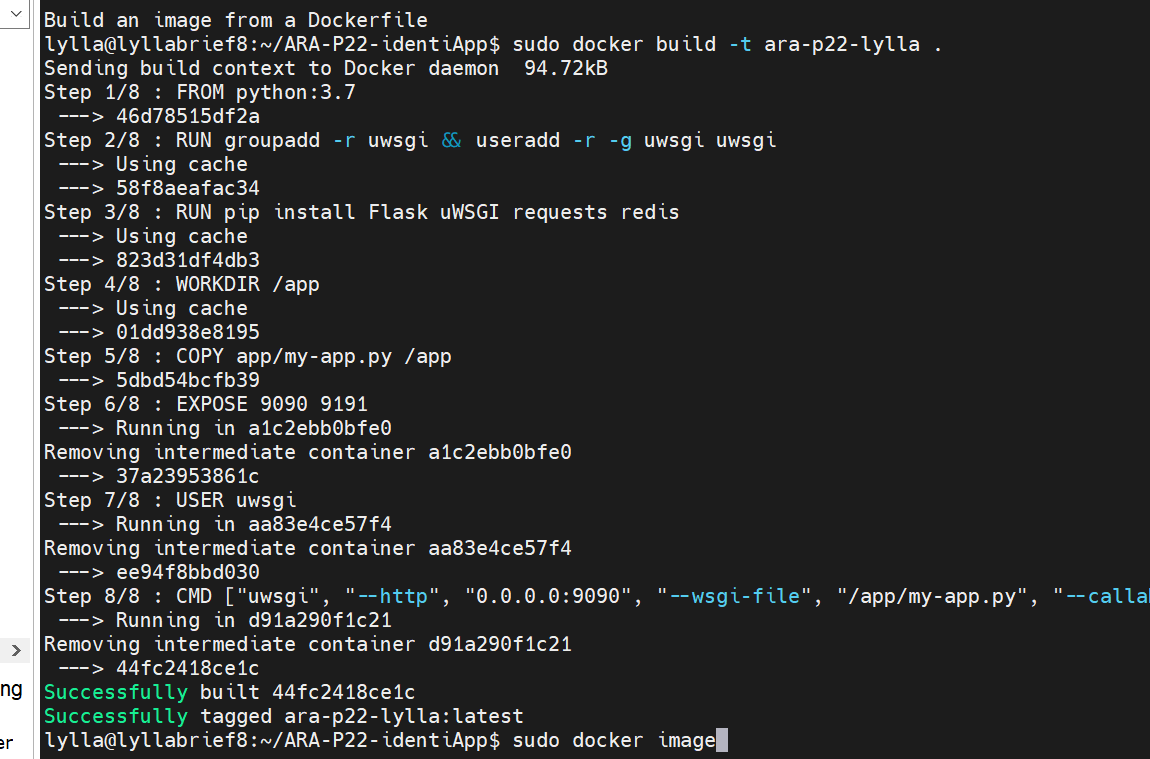 Build an image from a Dockerfile
lylla@lyllabrief8:~/ARA-P22-identiApp$ sudo docker build -t ara-p22-lylla .
Sending build context to Docker daemon  94.72kB
Step 1/8 : FROM python:3.7
 ---> 46d78515df2a
Step 2/8 : RUN groupadd -r uwsgi && useradd -r -g uwsgi uwsgi
 ---> Using cache
 ---> 58f8aeafac34
Step 3/8 : RUN pip install Flask uWSGI requests redis
 ---> Using cache
 ---> 823d31df4db3
Step 4/8 : WORKDIR /app
 ---> Using cache
 ---> 01dd938e8195
Step 5/8 : COPY app/my-app.py /app
 ---> 5dbd54bcfb39
Step 6/8 : EXPOSE 9090 9191
 ---> Running in a1c2ebb0bfe0
Removing intermediate container a1c2ebb0bfe0
 ---> 37a23953861c
Step 7/8 : USER uwsgi
 ---> Running in aa83e4ce57f4
Removing intermediate container aa83e4ce57f4
 ---> ee94f8bbd030
Step 8/8 : CMD ["uwsgi", "--http", "0.0.0.0:9090", "--wsgi-file", "/app/my-app.py", "--calla
 ---> Running in d91a290f1c21
Removing intermediate container d91a290f1c21
 ---> 44fc2418ce1c
Successfully built 44fc2418ce1c
Successfully tagged ara-p22-lylla:latest
lylla@lyllabrief8:~/ARA-P22-identiApp$ sudo docker image
ng
er